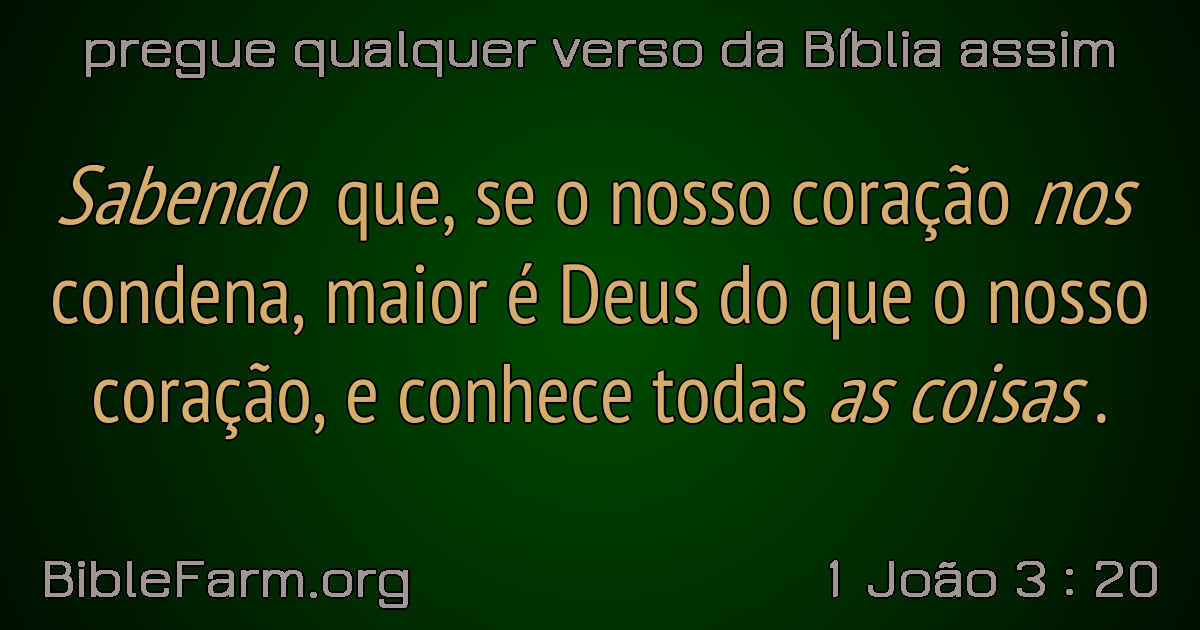 pregue qualquer verso da Bíblia assim
Sabendo que, se o nosso coração nos
condena, maior é Deus do que o nosso
coração, e conhece todas as coisas .
BibleFarm.org
1 João 3 : 20